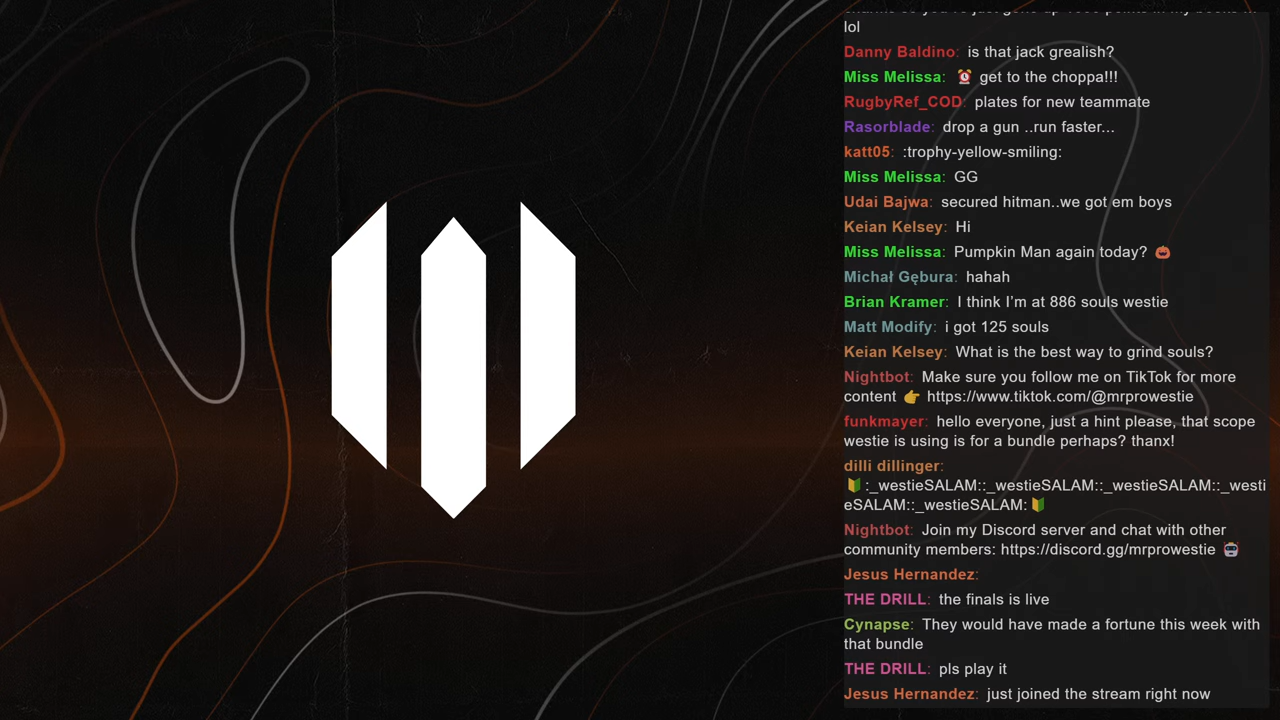 lol
Danny Baldino: is that jack grealish?
Miss Melissa: ⏰ get to the choppa!!!
RugbyRef_COD: plates for new teammate
Rasorblade: drop a gun ..run faster...
katt05: :trophy-yellow-smiling:
Miss Melissa: GG
Udai Bajwa: secured hitman..we got em boys
Keian Kelsey: Hi
Miss Melissa: Pumpkin Man again today? 🎃
Michał Gębura: hahah
Brian Kramer: I think I'm at 886 souls westie
Matt Modify: i got 125 souls
Keian Kelsey: What is the best way to grind souls?
Nightbot: Make sure you follow me on TikTok for more
content 👉 https://www.tiktok.com/@mrprowestie
funkmayer: hello everyone, just a hint please, that scope
westie is using is for a bundle perhaps? thanx!
dilli dillinger:
🔰:_westieSALAM::_westieSALAM::_westieSALAM::_westi
eSALAM::_westieSALAM:🔰
Nightbot: Join my Discord server and chat with other
community members: https://discord.gg/mrprowestie 🤖
Jesus Hernandez:
THE DRILL: the finals is live
Cynapse: They would have made a fortune this week with
that bundle
THE DRILL: pls play it
Jesus Hernandez: just joined the stream right now